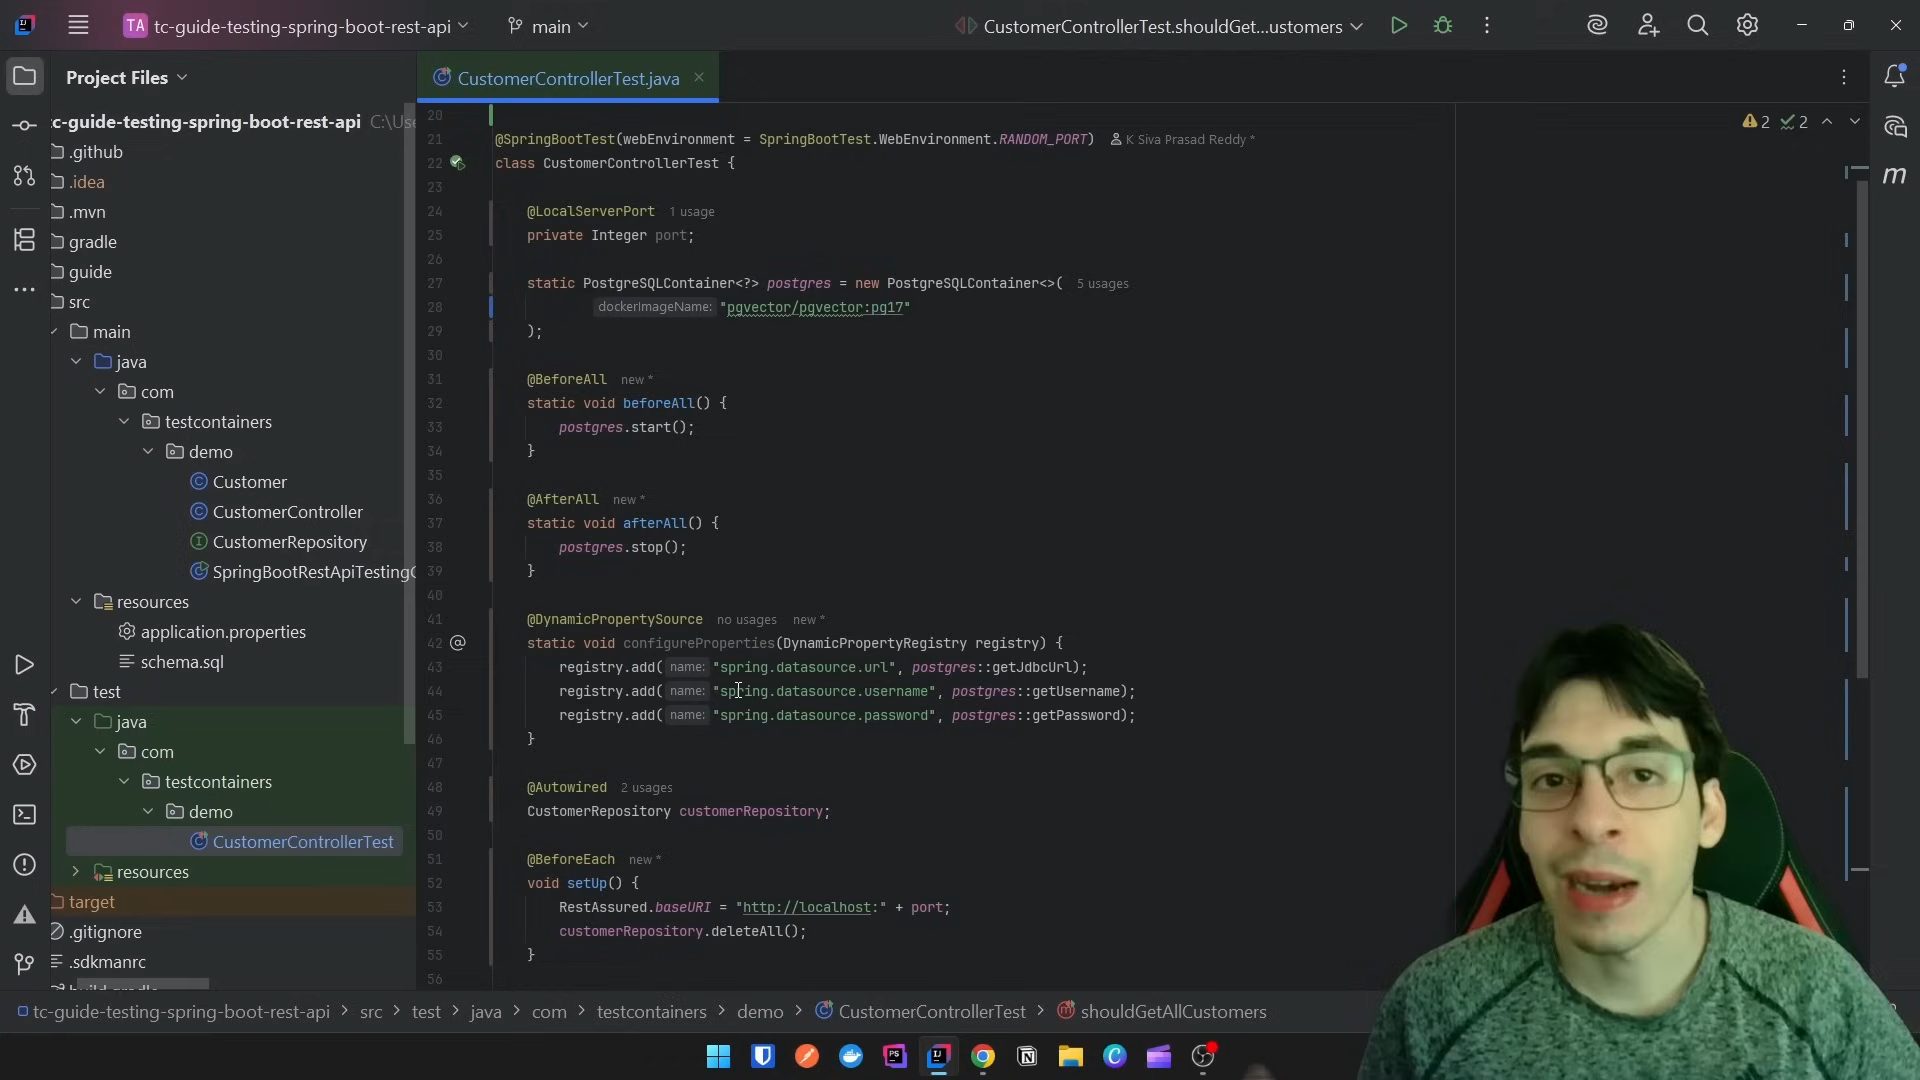 TA tc-guide-testing-spring-boot-rest-api main CustomerControllerTest.shouldGet...ustomers
Project Files
CustomerControllerTest.java
tc-guide-testing-spring-boot-rest-api C:\Use
.github
.idea
.mvn
gradle
guide
src
main
java
com
testcontainers
demo
Customer
CustomerController
CustomerRepository
SpringBootRestApiTestingG
resources
application.properties
schema.sql
test
java
com
testcontainers
demo
CustomerControllerTest
resources
target
.gitignore
.sdkmanrc
build.gradle
2 2
m
20
21 @SpringBootTest(webEnvironment = SpringBootTest.WebEnvironment.RANDOM_PORT) K Siva Prasad Reddy *
22 class CustomerControllerTest {
23
24 @LocalServerPort 1 usage
25 private Integer port;
26
27 static PostgreSQLContainer<?> postgres = new PostgreSQLContainer<>( 5 usages
28 dockerImageName: "pgvector/pgvector:pg17"
29 );
30
31 @BeforeAll new *
32 static void beforeAll() {
33 postgres.start();
34 }
35
36 @AfterAll new *
37 static void afterAll() {
38 postgres.stop();
39 }
40
41 @DynamicPropertySource no usages new *
42 static void configureProperties(DynamicPropertyRegistry registry) {
43 registry.add( name: "spring.datasource.url", postgres::getJdbcUrl);
44 registry.add( name: "spring.datasource.username", postgres::getUsername);
45 registry.add( name: "spring.datasource.password", postgres::getPassword);
46 }
47
48 @Autowired 2 usages
49 CustomerRepository customerRepository;
50
51 @BeforeEach new *
52 void setUp() {
53 RestAssured.baseURI = "http://localhost:" + port;
54 customerRepository.deleteAll();
55 }
56
tc-guide-testing-spring-boot-rest-api > src > test > java > com > testcontainers > demo > CustomerControllerTest > shouldGetAllCustomers